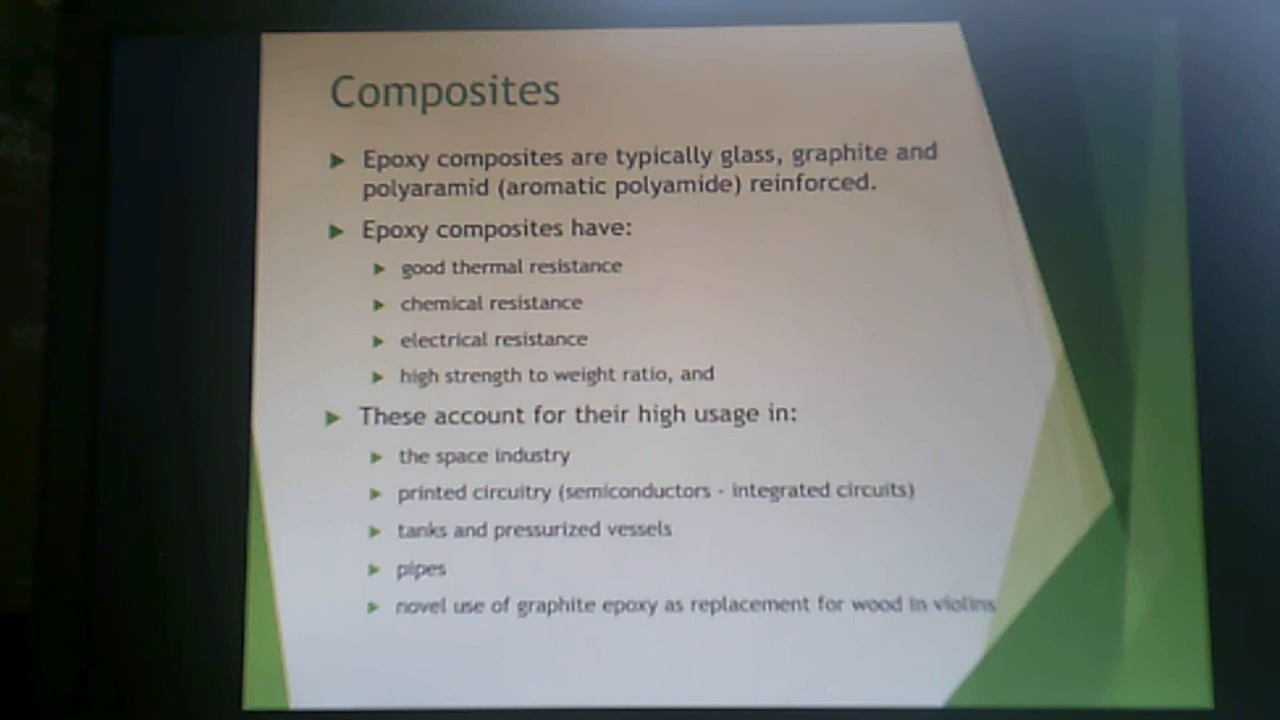 Composites
Epoxy composites are typically glass, graphite and
polyaramid (aromatic polyamide) reinforced.
Epoxy composites have:
good thermal resistance
chemical resistance
electrical resistance
high strength to weight ratio, and
These account for their high usage in:
the space industry
printed circuitry (semiconductors - integrated circuits)
tanks and pressurized vessels
pipes
novel use of graphite epoxy as replacement for wood in violins